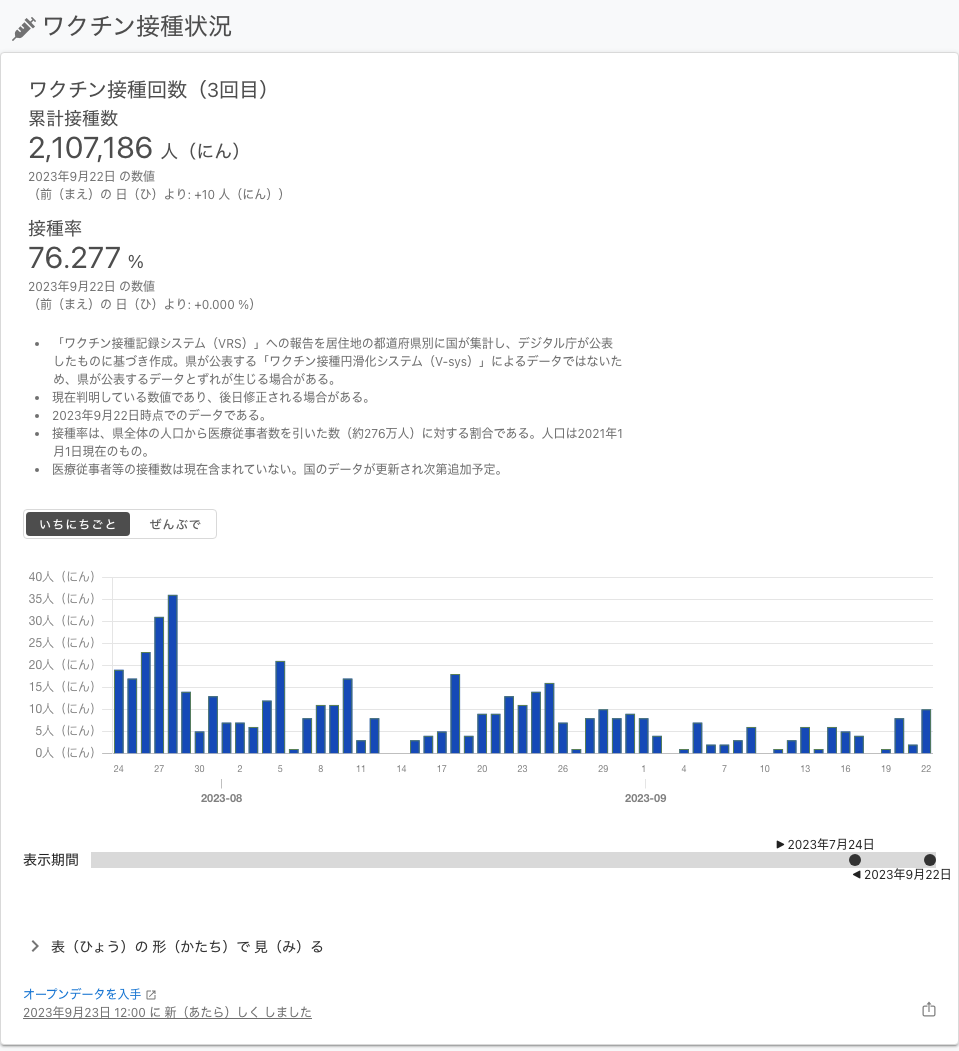 ワクチン接種状況
ワクチン接種回数（3回目）
累計接種数
2,107,186 人（にん）
2023年9月22日 の数値
（前（まえ）の 日（ひ）より: +10 人（にん））
接種率
76.277 %
2023年9月22日 の数値
（前（まえ）の 日（ひ）より: +0.000 %）
• 「ワクチン接種記録システム（VRS）」への報告を居住地の都道府県別に国が集計し、デジタル庁が公表
したものに基づき作成。県が公表する「ワクチン接種円滑化システム（V-sys）」によるデータではないた
め、県が公表するデータとずれが生じる場合がある。
• 現在判明している数値であり、後日修正される場合がある。
• 2023年9月22日時点でのデータである。
• 接種率は、県全体の人口から医療従事者数を引いた数（約276万人）に対する割合である。人口は2021年1
月1日現在のもの。
• 医療従事者等の接種数は現在含まれていない。国のデータが更新され次第追加予定。
いちにちごと ぜんぶで
40人（にん）
35人（にん）
30人（にん）
25人（にん）
20人（にん）
15人（にん）
10人（にん）
5人（にん）
0人（にん）
24 27 30 2 5 8 11 14 17 20 23 26 29 1 4 7 10 13 16 19 22
2023-08 2023-09
2023年7月24日
表示期間
2023年9月22日
表（ひょう）の 形（かたち）で 見（み）る
オープンデータを入手
2023年9月23日 12:00 に 新（あたら）しく しました